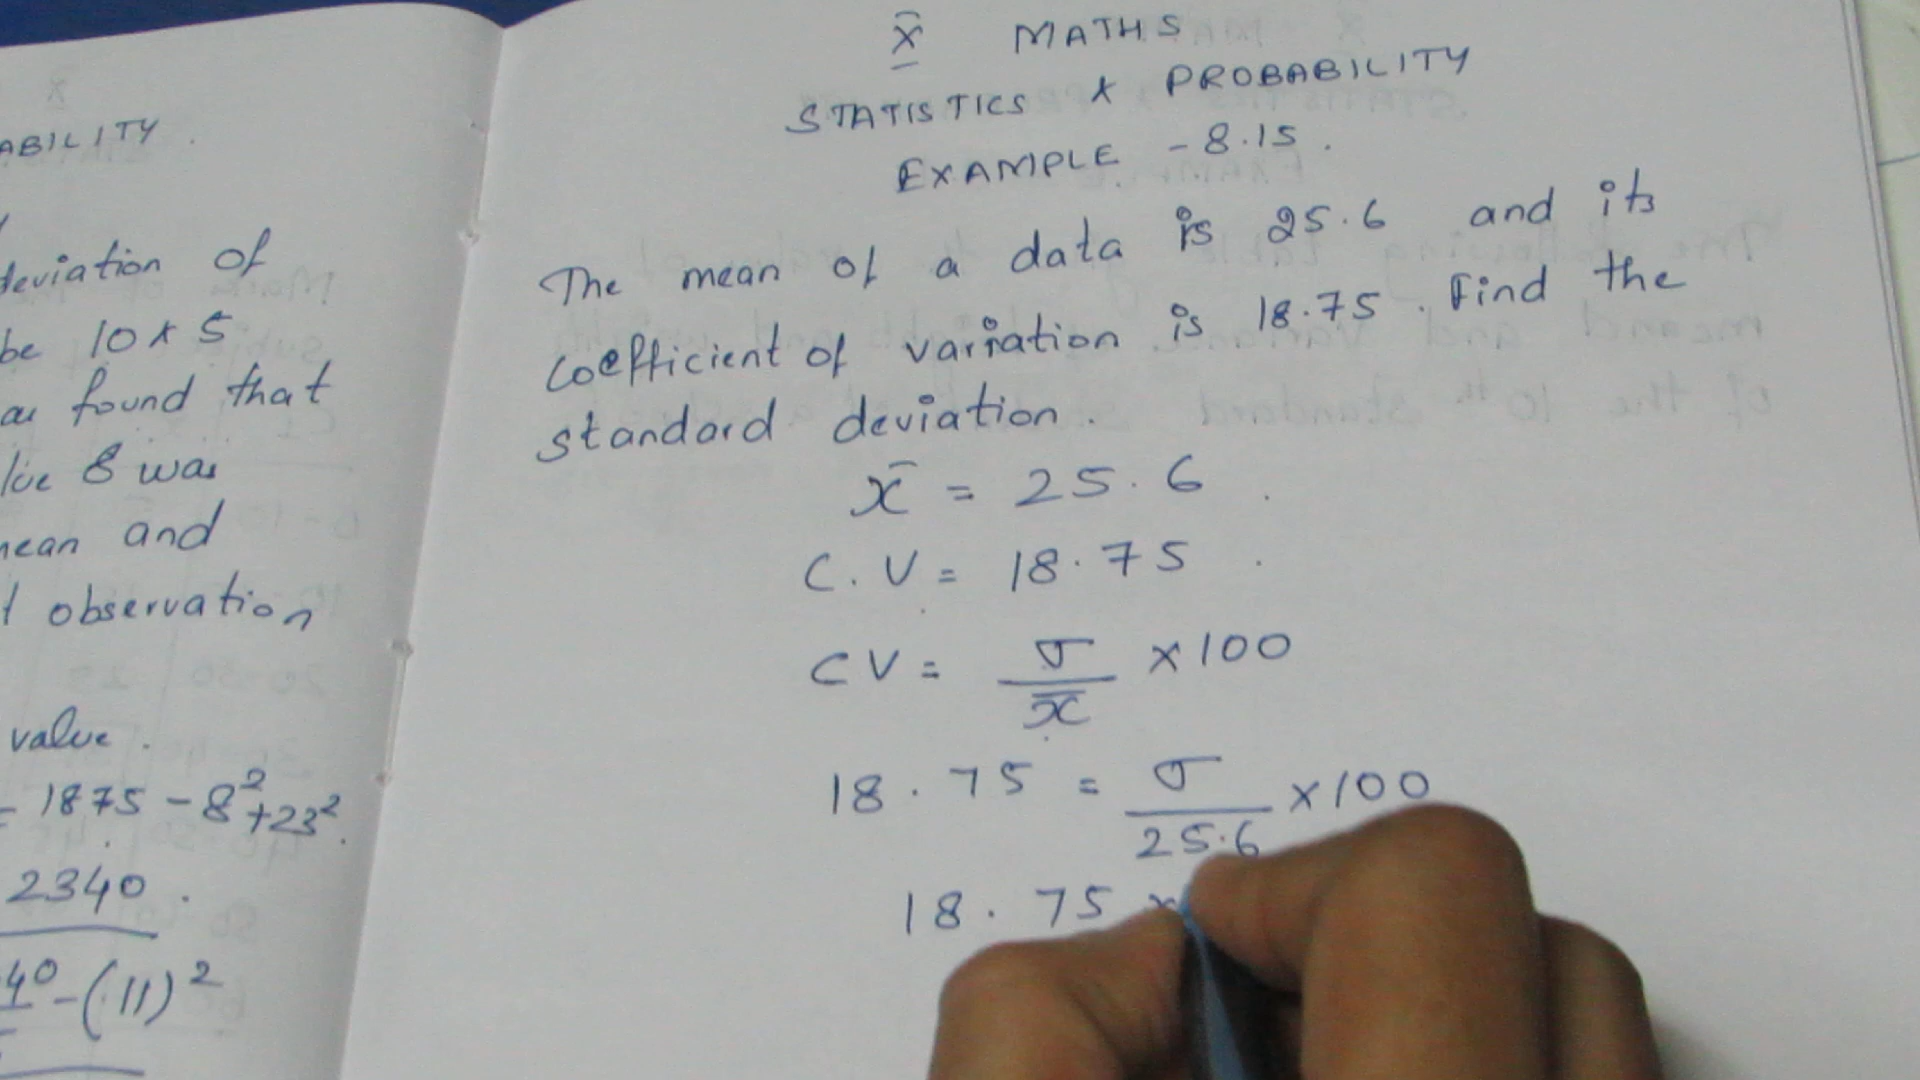 ABILITY.
deviation of
be 10 & 5
as found that
8 was
mean and
observation
value.
= 1875 - 8² + 23².
2340.
40 - (11)²
X̄ MATHS
STATISTICS & PROBABILITY
EXAMPLE - 8.15.
The mean of a data is 25.6 and its
coefficient of variation is 18.75. Find the
standard deviation.
x̄ = 25.6.
C.V = 18.75.
CV = σ/x̄ × 100
18.75 = σ/25.6 × 100
18.75 ×